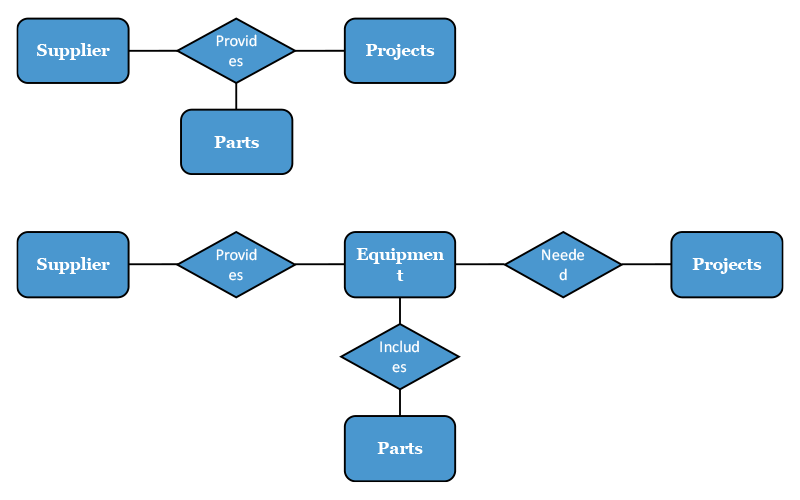 Supplier
Provid
es
Projects
Parts
Supplier
Provid
es
Equipmen
t
Neede
d
Projects
Includ
es
Parts